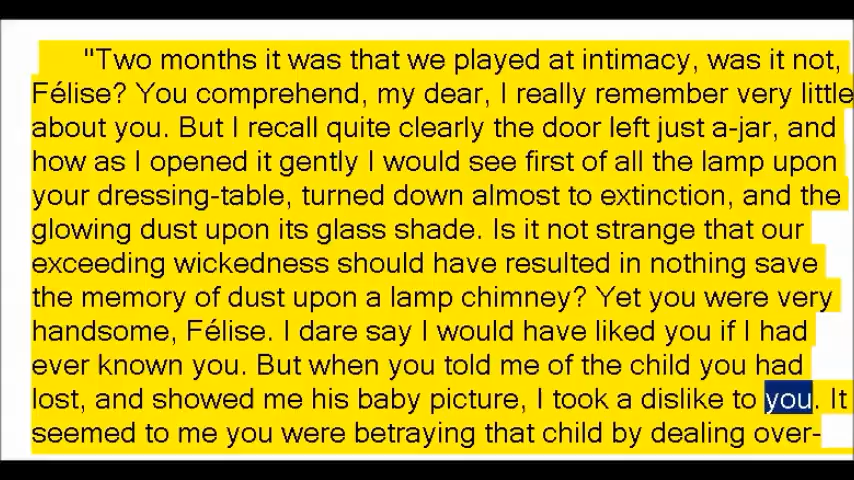 "Two months it was that we played at intimacy, was it not,
Félise? You comprehend, my dear, I really remember very little
about you. But I recall quite clearly the door left just a-jar, and
how as I opened it gently I would see first of all the lamp upon
your dressing-table, turned down almost to extinction, and the
glowing dust upon its glass shade. Is it not strange that our
exceeding wickedness should have resulted in nothing save
the memory of dust upon a lamp chimney? Yet you were very
handsome, Félise. I dare say I would have liked you if I had
ever known you. But when you told me of the child you had
lost, and showed me his baby picture, I took a dislike to you. It
seemed to me you were betraying that child by dealing over-